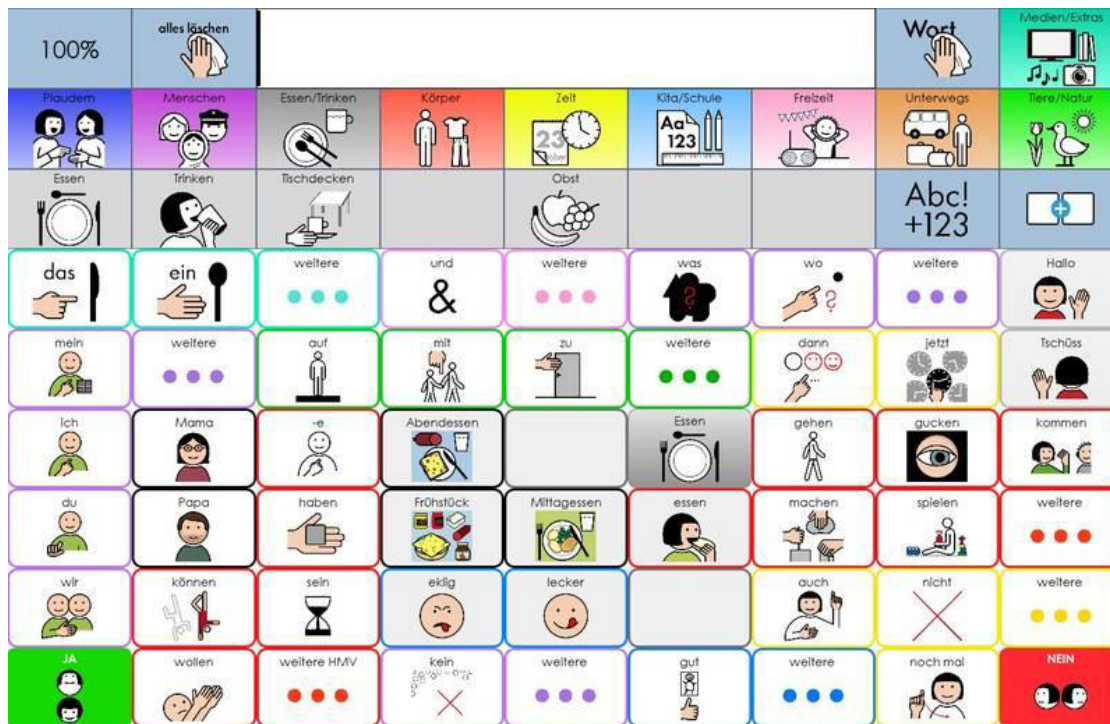 100%
alles löschen
Wort
Medien/Extras
Plaudern
Menschen
Essen/Trinken
Körper
Zeit
23
ober
Kita/Schule
Aa
123
Freizeit
Unterwegs
Tiere/Natur
Essen
Trinken
Tischdecken
Obst
Abc!
+123
das
ein
weitere
und
&
weitere
was
?
wo
?
weitere
Hallo
mein
weitere
auf
mit
zu
weitere
dann
jetzt
Tschüss
ich
Mama
-e
Abendessen
Essen
gehen
gucken
kommen
du
Papa
haben
Frühstück
Mittagessen
essen
machen
spielen
weitere
wir
können
sein
eklig
lecker
auch
nicht
weitere
JA
wollen
weitere HMV
kein
weitere
gut
weitere
noch mal
NEIN